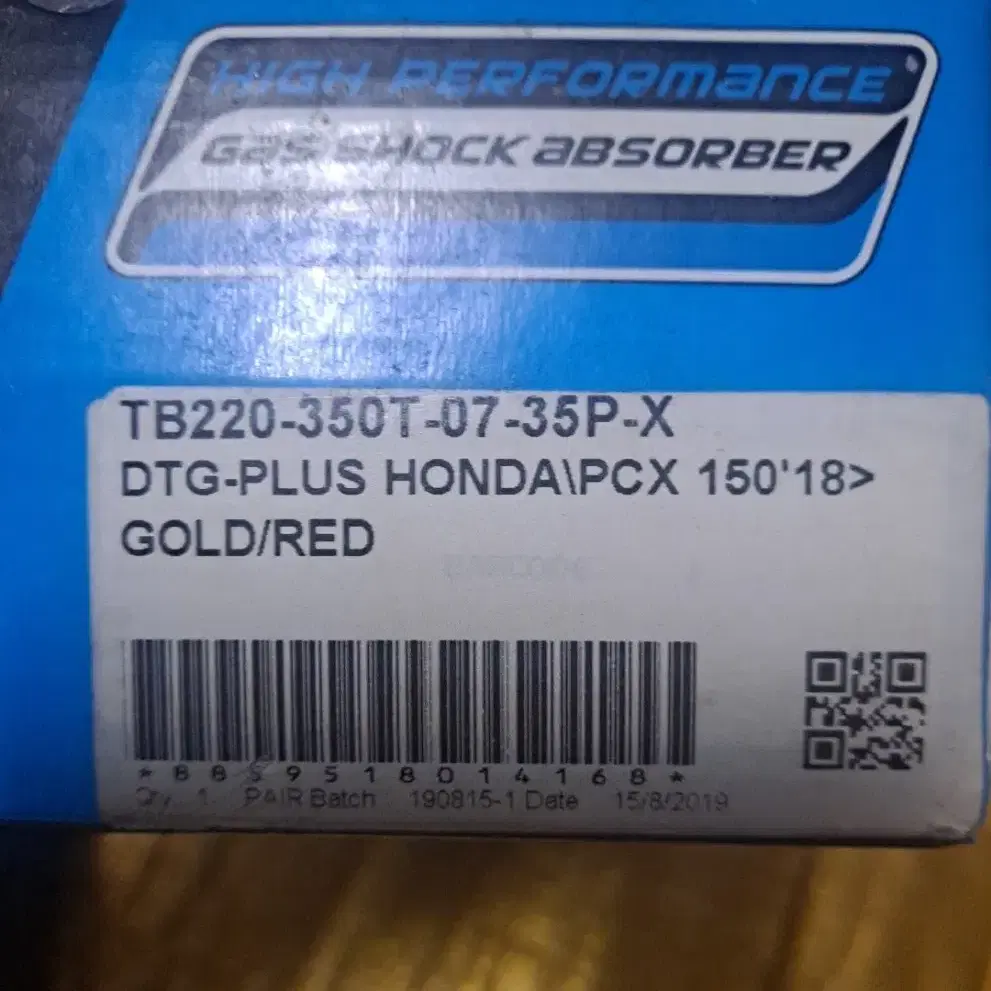 HIGH PERFORMANCE
GAS SHOCK ABSORBER
TB220-350T-07-35P-X
DTG-PLUS HONDA\PCX 150'18>
GOLD/RED
*8859518014168*
Qty 1 PAIR Batch 190815-1 Date 15/8/2019